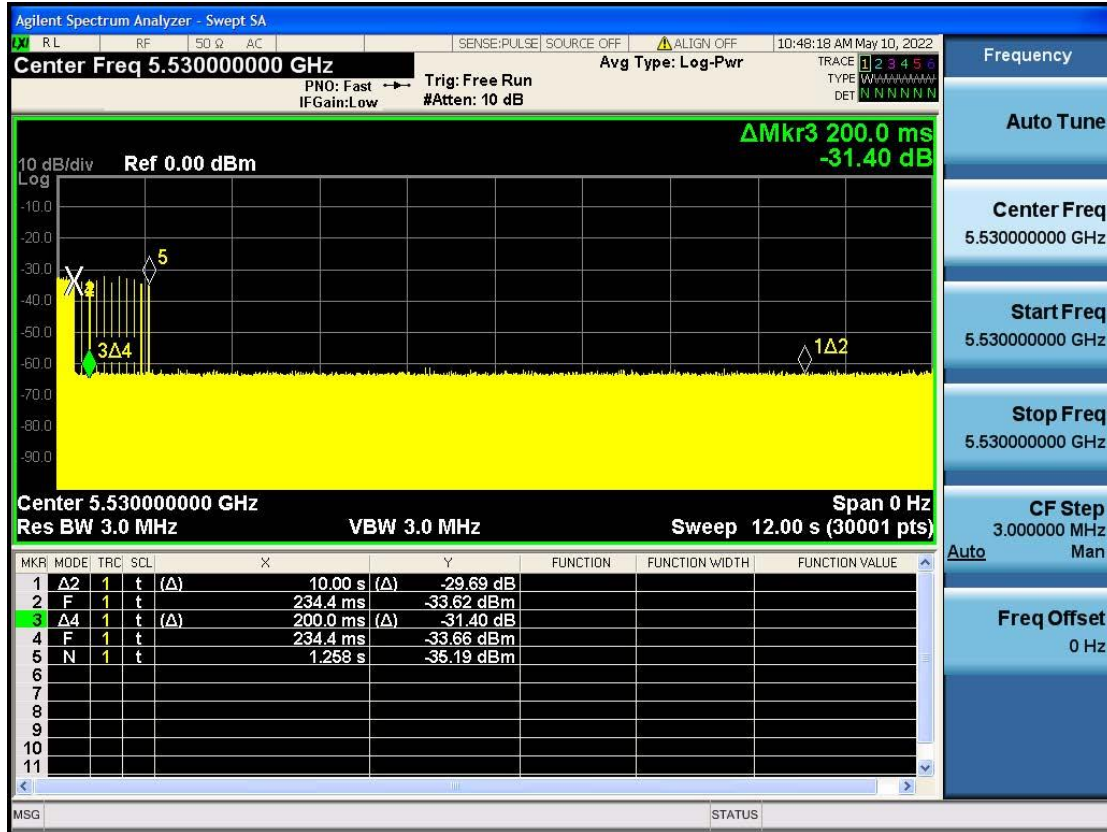 Agilent Spectrum Analyzer - Swept SA
LXI RL RF 50 Ω AC SENSE:PULSE SOURCE OFF ALIGN OFF 10:48:18 AM May 10, 2022
Center Freq 5.530000000 GHz
PNO: Fast
IFGain:Low
Trig: Free Run
#Atten: 10 dB
Avg Type: Log-Pwr
TRACE 1 2 3 4 5 6
TYPE WWWWWW
DET N N N N N N
ΔMkr3 200.0 ms
-31.40 dB
10 dB/div Ref 0.00 dBm
Log
-10.0
-20.0
-30.0
-40.0
-50.0
-60.0
-70.0
-80.0
-90.0
5
3Δ4
1Δ2
Center 5.530000000 GHz Span 0 Hz
Res BW 3.0 MHz VBW 3.0 MHz Sweep 12.00 s (30001 pts)
MKR MODE TRC SCL X Y FUNCTION FUNCTION WIDTH FUNCTION VALUE
1 Δ2 1 t (Δ) 10.00 s (Δ) -29.69 dB
2 F 1 t 234.4 ms -33.62 dBm
3 Δ4 1 t (Δ) 200.0 ms (Δ) -31.40 dB
4 F 1 t 234.4 ms -33.66 dBm
5 N 1 t 1.258 s -35.19 dBm
6
7
8
9
10
11
MSG STATUS
Frequency
Auto Tune
Center Freq
5.530000000 GHz
Start Freq
5.530000000 GHz
Stop Freq
5.530000000 GHz
CF Step
3.000000 MHz
Auto Man
Freq Offset
0 Hz